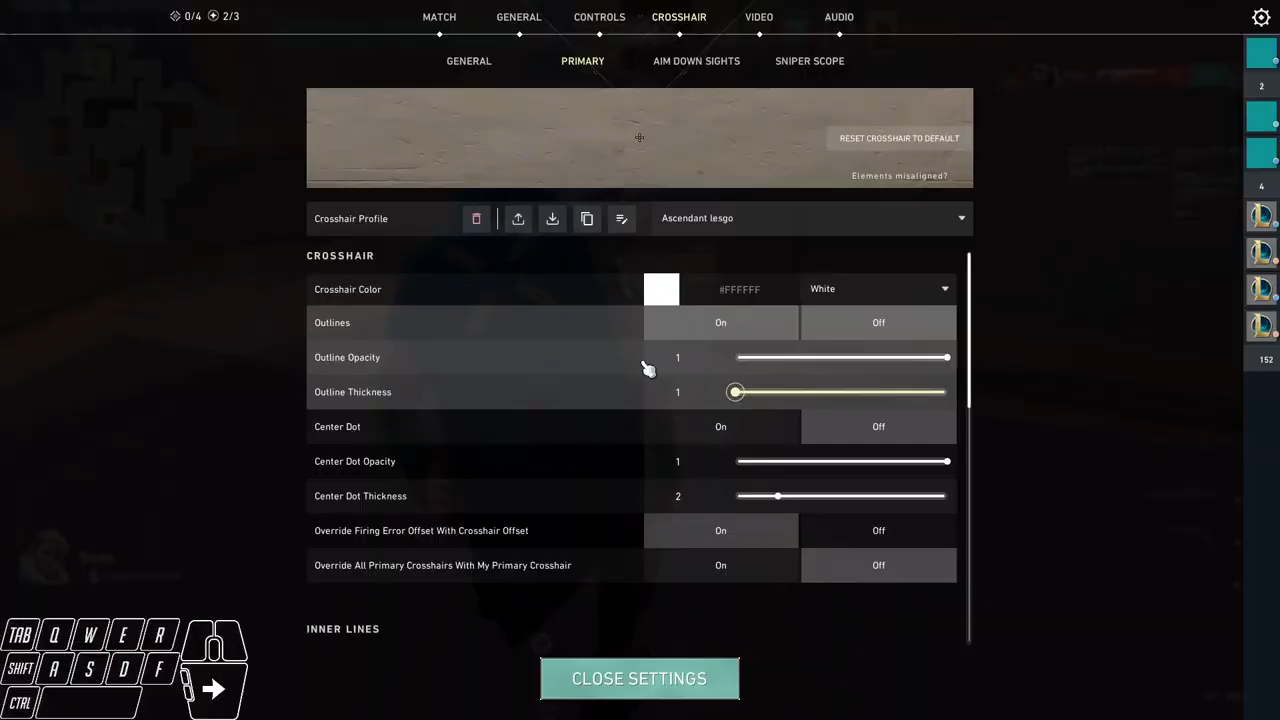 0/4 2/3
MATCH GENERAL CONTROLS CROSSHAIR VIDEO AUDIO
GENERAL PRIMARY AIM DOWN SIGHTS SNIPER SCOPE
RESET CROSSHAIR TO DEFAULT
Elements misaligned?
Crosshair Profile Ascendant lesgo
CROSSHAIR
Crosshair Color #FFFFFF White
Outlines On Off
Outline Opacity 1
Outline Thickness 1
Center Dot On Off
Center Dot Opacity 1
Center Dot Thickness 2
Override Firing Error Offset With Crosshair Offset On Off
Override All Primary Crosshairs With My Primary Crosshair On Off
INNER LINES
CLOSE SETTINGS
2
4
152
TAB Q W E R
SHIFT A S D F
CTRL